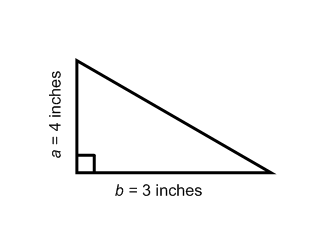 a = 4 inches
b = 3 inches